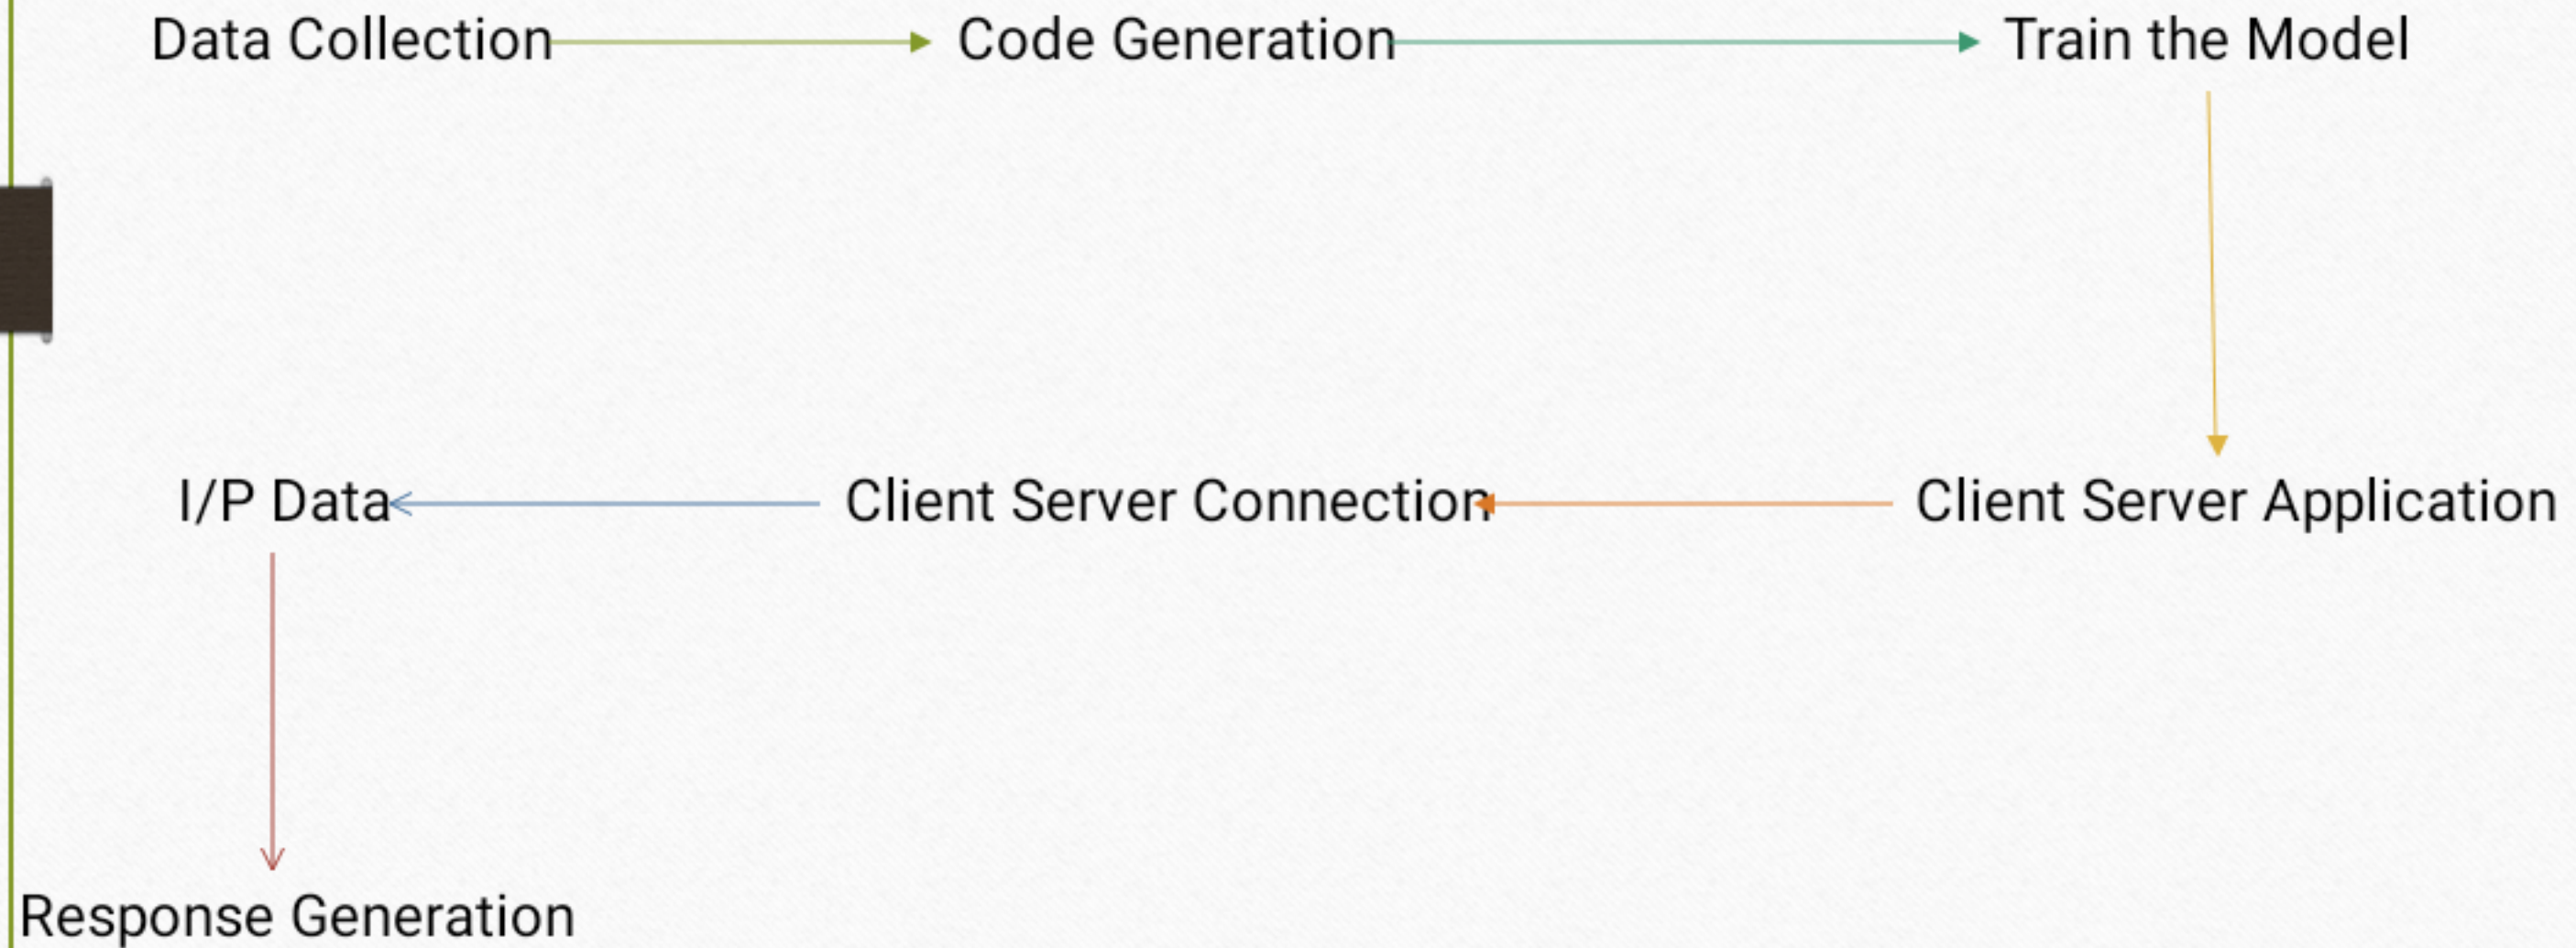 Data Collection
Code Generation
Train the Model
I/P Data
Client Server Connection
Client Server Application
Response Generation